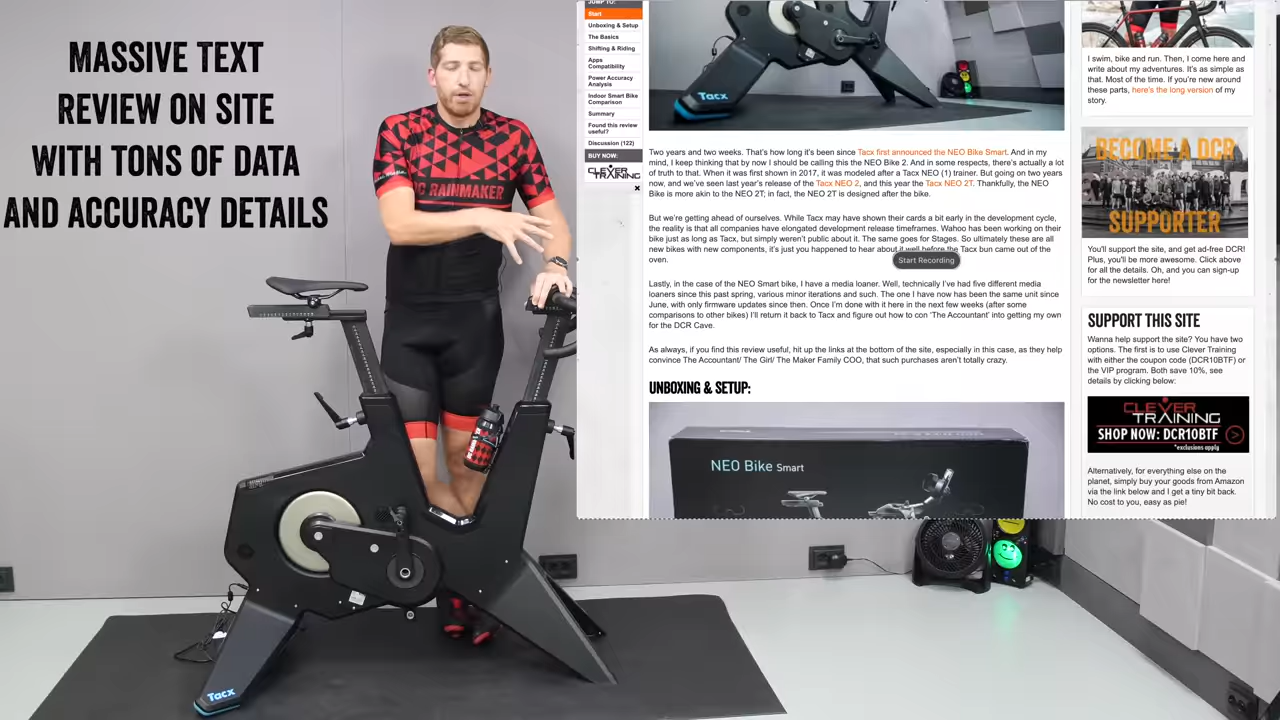 MASSIVE TEXT
REVIEW ON SITE
WITH TONS OF DATA
AND ACCURACY DETAILS
DC RAINMAKER
Tacx
JUMP TO:
Start
Unboxing & Setup
The Basics
Shifting & Riding
Apps
Compatibility
Power Accuracy
Analysis
Indoor Smart Bike
Comparison
Summary
Found this review
useful?
Discussion (122)
BUY NOW:
CLEVER
TRAINING
Tacx
Two years and two weeks. That's how long it's been since Tacx first announced the NEO Bike Smart. And in my
mind, I keep thinking that by now I should be calling this the NEO Bike 2. And in some respects, there's actually a lot
of truth to that. When it was first shown in 2017, it was modeled after a Tacx NEO (1) trainer. But going on two years
now, and we've seen last year's release of the Tacx NEO 2, and this year the Tacx NEO 2T. Thankfully, the NEO
Bike is more akin to the NEO 2T; in fact, the NEO 2T is designed after the bike.
But we're getting ahead of ourselves. While Tacx may have shown their cards a bit early in the development cycle,
the reality is that all companies have elongated development release timeframes. Wahoo has been working on their
bike just as long as Tacx, but simply weren't public about it. The same goes for Stages. So ultimately these are all
new bikes with new components, it's just you happened to hear about it well before the Tacx bun came out of the
oven.
Start Recording
Lastly, in the case of the NEO Smart bike, I have a media loaner. Well, technically I've had five different media
loaners since this past spring, various minor iterations and such. The one I have now has been the same unit since
June, with only firmware updates since then. Once I'm done with it here in the next few weeks (after some
comparisons to other bikes) I'll return it back to Tacx and figure out how to con 'The Accountant' into getting my own
for the DCR Cave.
As always, if you find this review useful, hit up the links at the bottom of the site, especially in this case, as they help
convince The Accountant/ The Girl/ The Maker Family COO, that such purchases aren't totally crazy.
UNBOXING & SETUP:
NEO Bike Smart
I swim, bike and run. Then, I come here and
write about my adventures. It's as simple as
that. Most of the time. If you're new around
these parts, here's the long version of my
story.
BECOME A DCR
SUPPORTER
You'll support the site, and get ad-free DCR!
Plus, you'll be more awesome. Click above
for all the details. Oh, and you can sign-up
for the newsletter here!
SUPPORT THIS SITE
Wanna help support the site? You have two
options. The first is to use Clever Training
with either the coupon code (DCR10BTF) or
the VIP program. Both save 10%, see
details by clicking below:
CLEVER
TRAINING
SHOP NOW: DCR10BTF
*exclusions apply
Alternatively, for everything else on the
planet, simply buy your goods from Amazon
via the link below and I get a tiny bit back.
No cost to you, easy as pie!